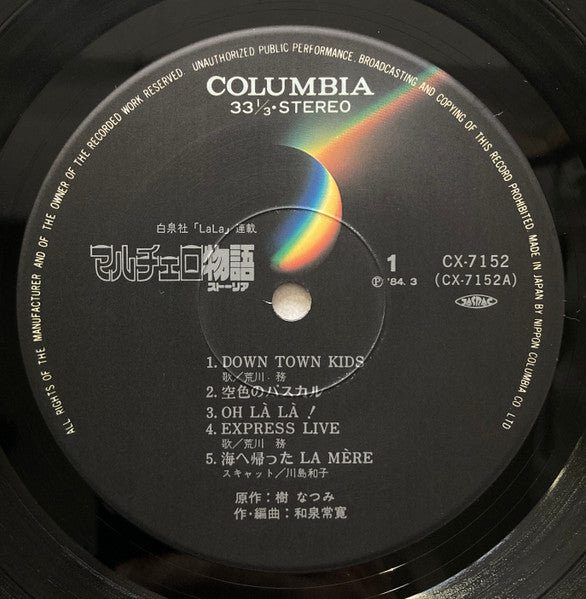 ALL RIGHTS OF THE MANUFACTURER AND OF THE OWNER OF THE RECORDED WORK RESERVED. UNAUTHORIZED PUBLIC PERFORMANCE. BROADCASTING AND COPYING OF THIS RECORD PROHIBITED MADE IN JAPAN BY NIPPON COLUMBIA CO. LTD
COLUMBIA
33 1/3・STEREO
白泉社「LaLa」連載
マルチェロ物語
ストーリア
1
CX-7152
Ⓟ '84. 3
(CX-7152A)
JASRAC
1. DOWN TOWN KIDS
歌/荒川 務
2. 空色のパスカル
3. OH LÀ LÀ !
4. EXPRESS LIVE
歌/荒川 務
5. 海へ帰った LA MÈRE
スキャット/川島和子
原作:樹 なつみ
作・編曲:和泉常寛